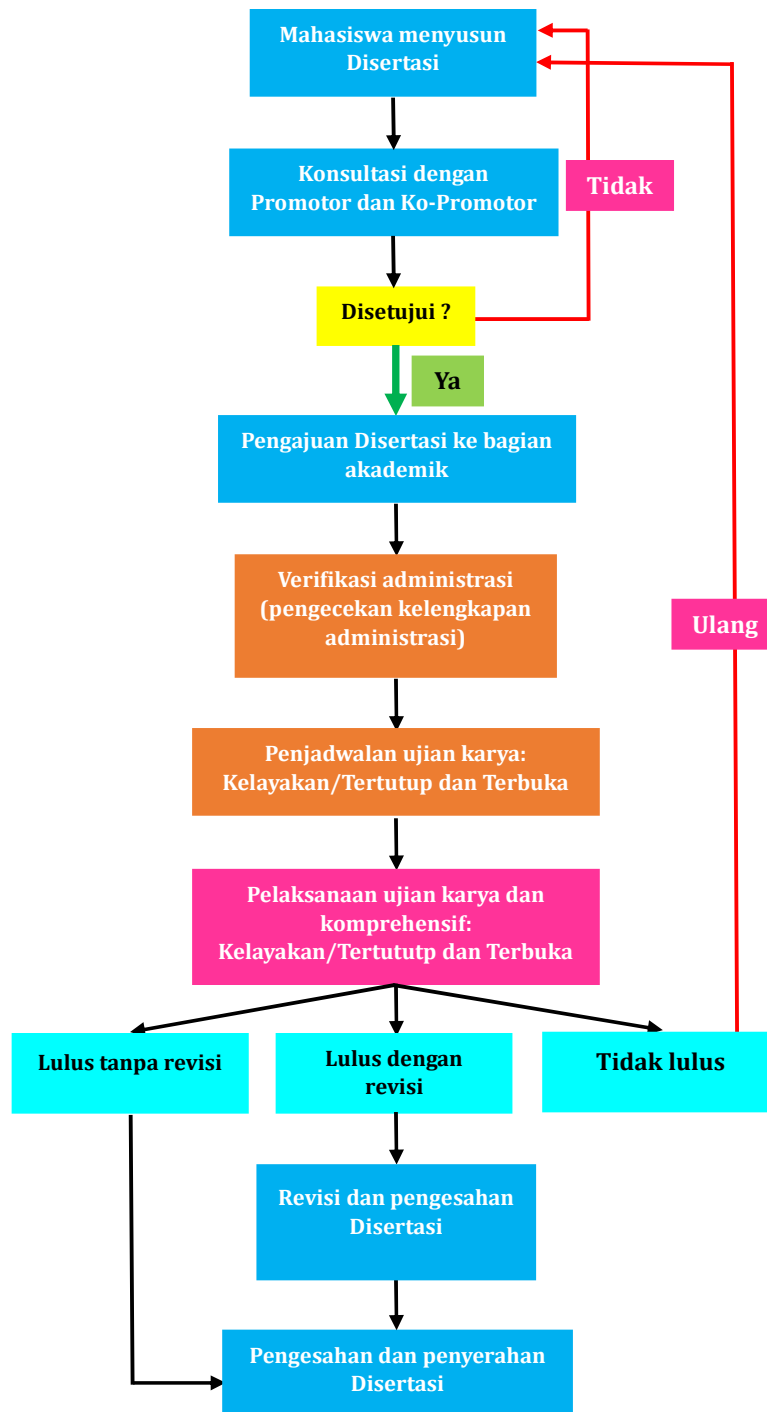 Mahasiswa menyusun
Disertasi
Konsultasi dengan
Promotor dan Ko-Promotor
Tidak
Disetujui ?
Ya
Pengajuan Disertasi ke bagian
akademik
Verifikasi administrasi
(pengecekan kelengkapan
administrasi)
Ulang
Penjadwalan ujian karya:
Kelayakan/Tertutup dan Terbuka
Pelaksanaan ujian karya dan
komprehensif:
Kelayakan/Tertututp dan Terbuka
Lulus tanpa revisi
Lulus dengan
revisi
Tidak lulus
Revisi dan pengesahan
Disertasi
Pengesahan dan penyerahan
Disertasi